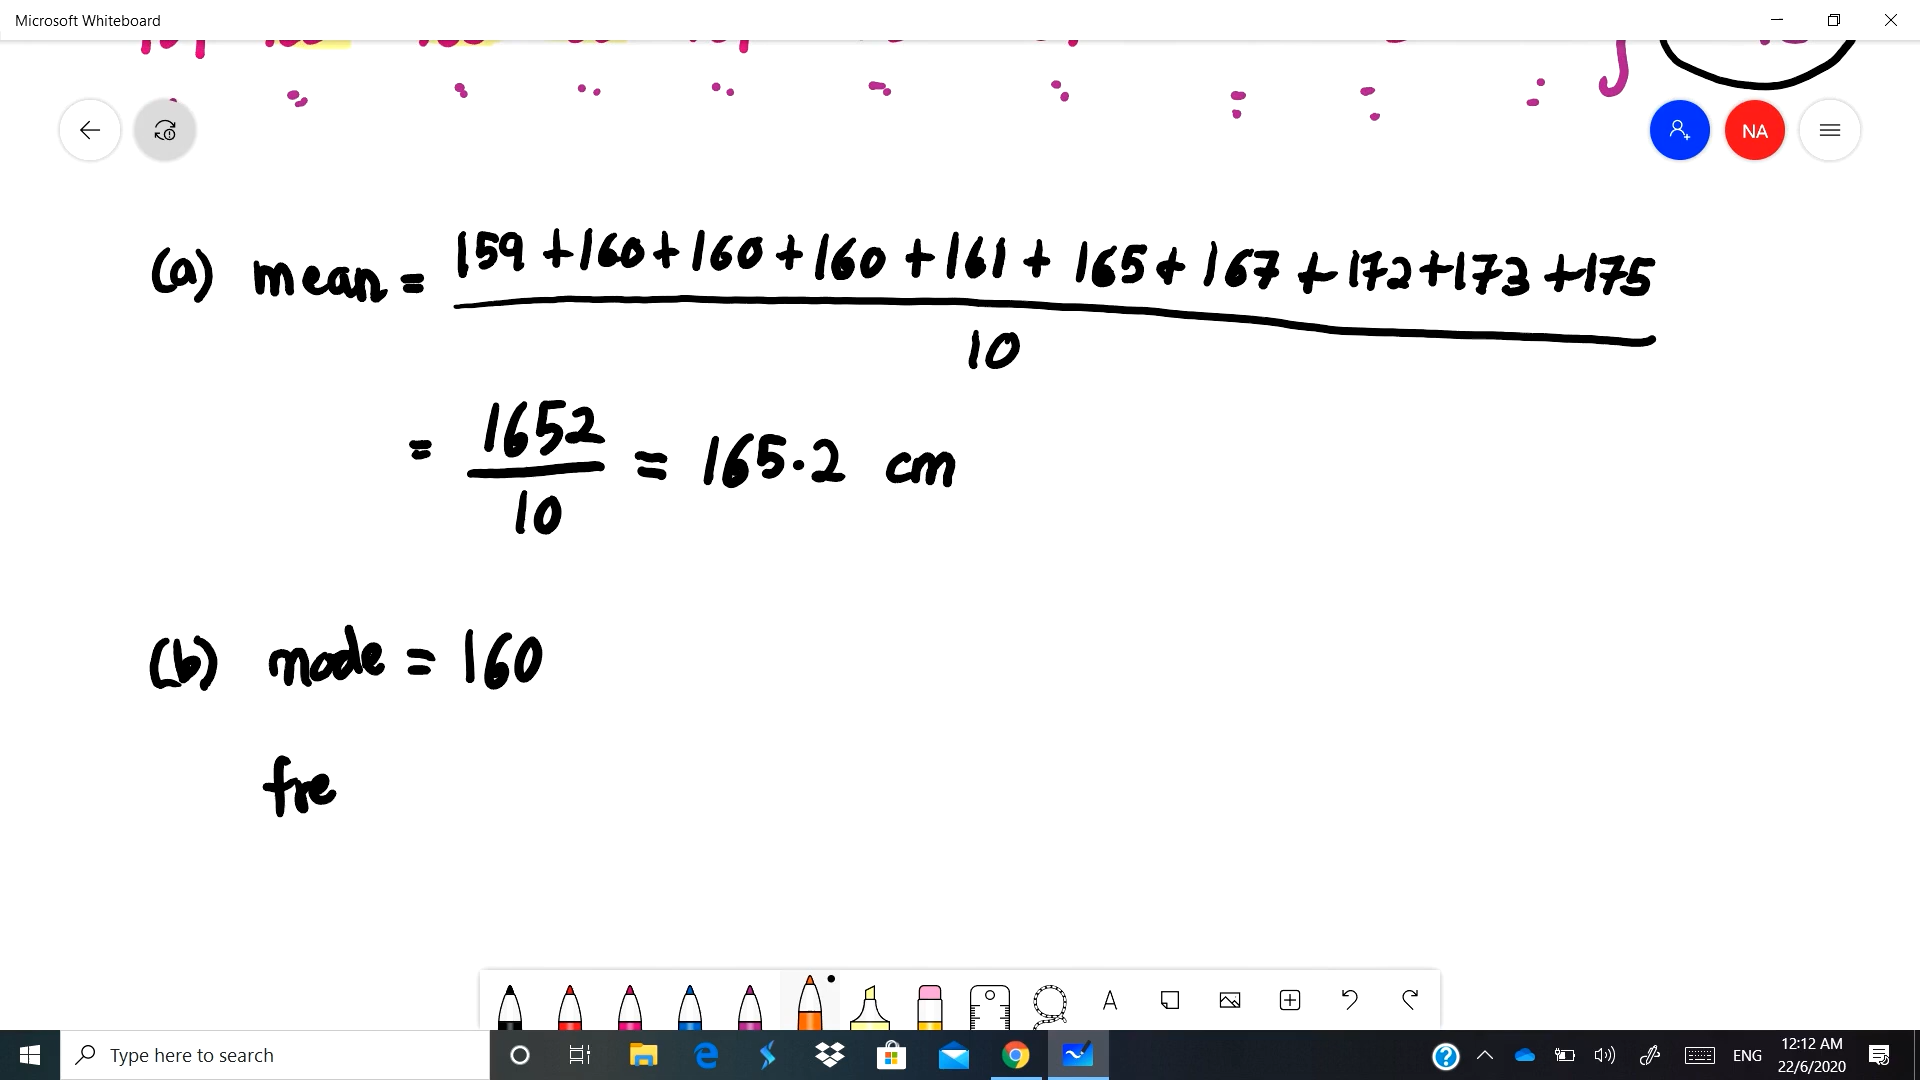 Microsoft Whiteboard
NA
(a) mean = 159 + 160 + 160 + 160 + 161 + 165 + 167 + 172 + 173 + 175
10
= 1652 = 165.2 cm
10
(b) mode = 160
fre
Type here to search
ENG
12:12 AM
22/6/2020